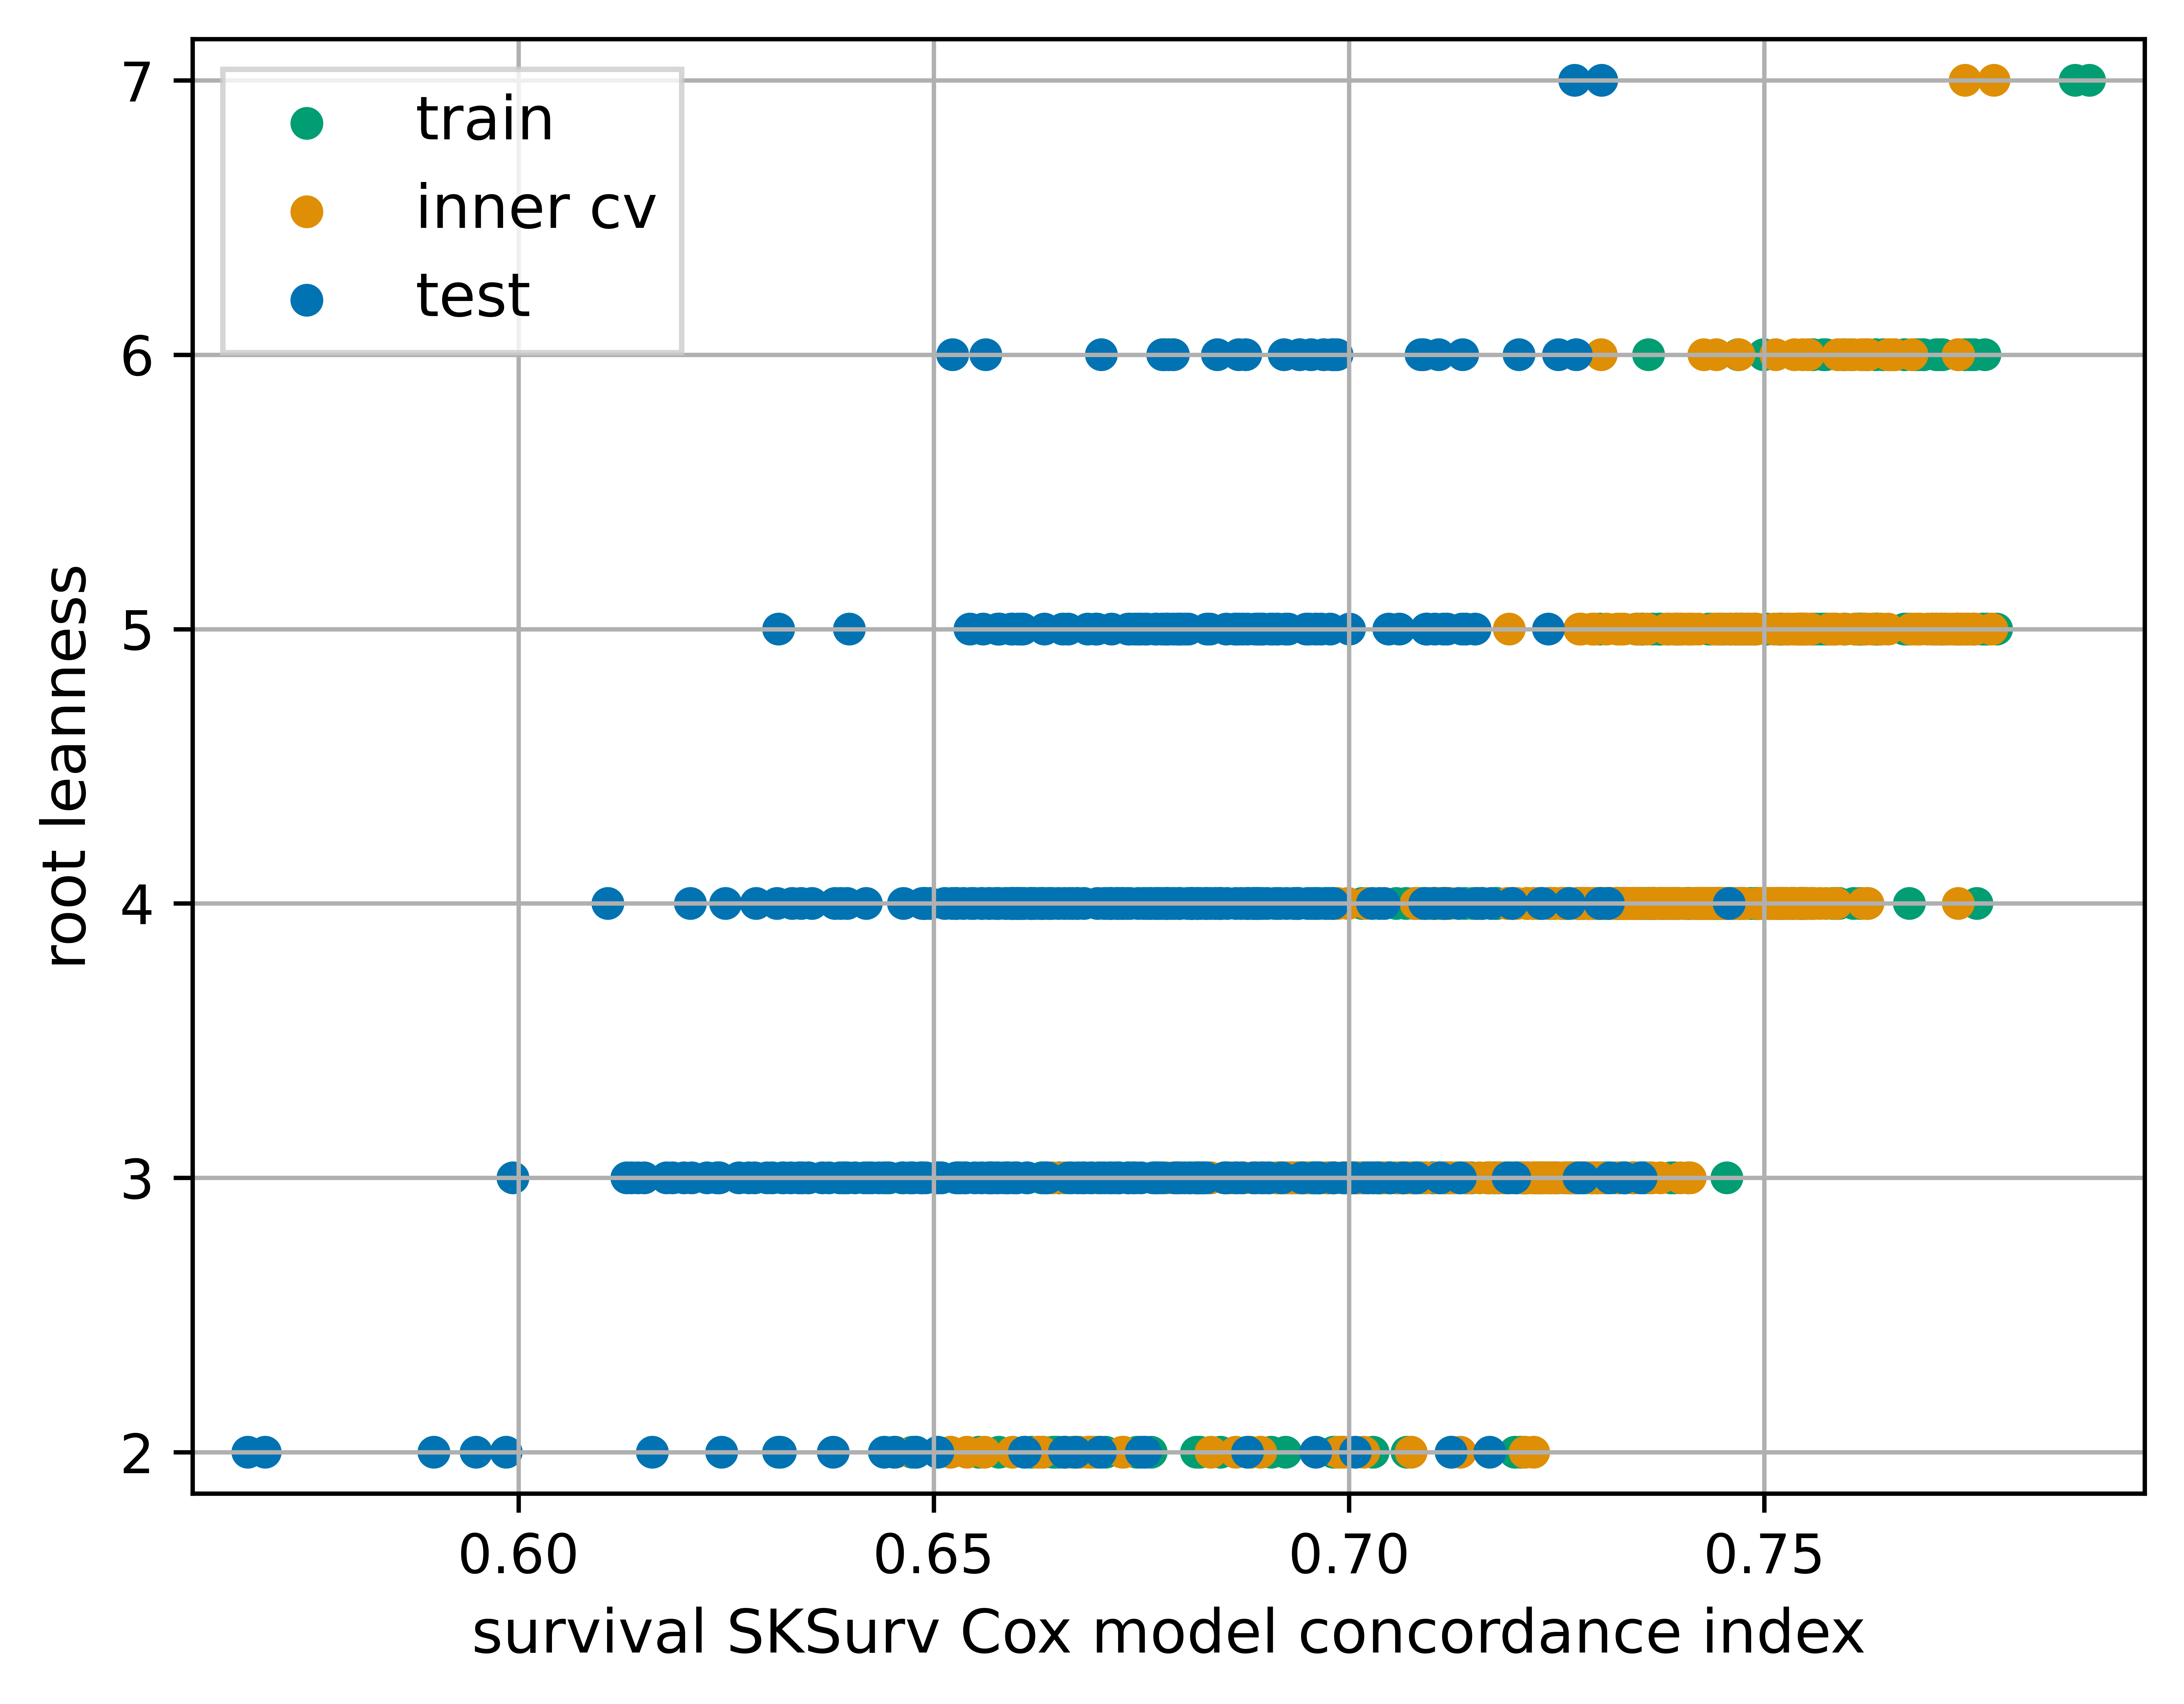 train
inner cv
test
7
6
5
4
3
2
root leanness
0.60
0.65
0.70
0.75
survival SKSurv Cox model concordance index